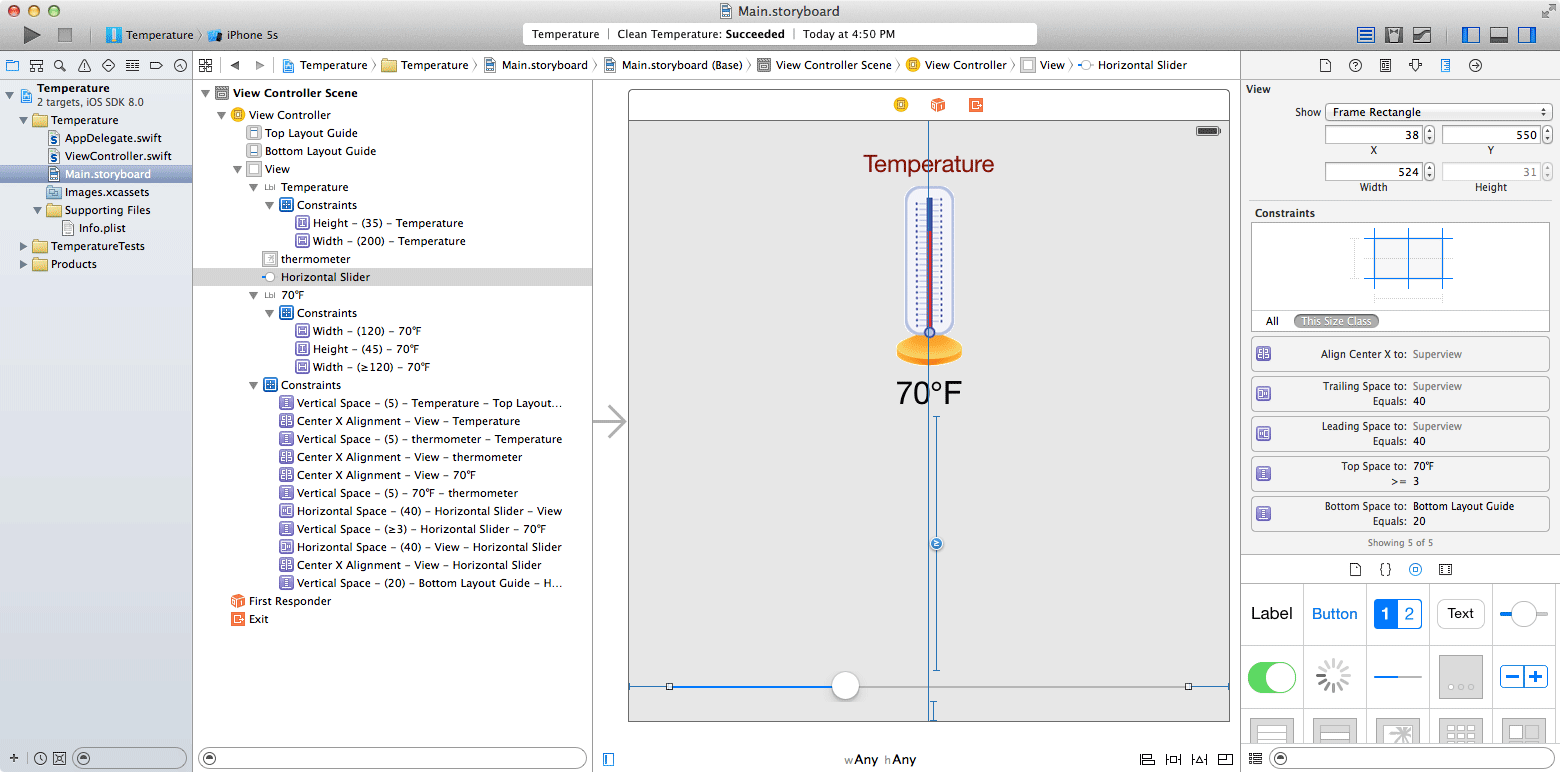 Main.storyboard
Temperature iPhone 5s
Temperature Clean Temperature: Succeeded Today at 4:50 PM
Temperature Temperature Main.storyboard Main.storyboard (Base) View Controller Scene View Controller View Horizontal Slider
Temperature
2 targets, iOS SDK 8.0
Temperature
AppDelegate.swift
ViewController.swift
Main.storyboard
Images.xcassets
Supporting Files
Info.plist
TemperatureTests
Products
View Controller Scene
View Controller
Top Layout Guide
Bottom Layout Guide
View
Lbl Temperature
Constraints
Height - (35) - Temperature
Width - (200) - Temperature
thermometer
Horizontal Slider
Lbl 70°F
Constraints
Width - (120) - 70°F
Height - (45) - 70°F
Width - (≥120) - 70°F
Constraints
Vertical Space - (5) - Temperature - Top Layout...
Center X Alignment - View - Temperature
Vertical Space - (5) - thermometer - Temperature
Center X Alignment - View - thermometer
Center X Alignment - View - 70°F
Vertical Space - (5) - 70°F - thermometer
Horizontal Space - (40) - Horizontal Slider - View
Vertical Space - (≥3) - Horizontal Slider - 70°F
Horizontal Space - (40) - View - Horizontal Slider
Center X Alignment - View - Horizontal Slider
Vertical Space - (20) - Bottom Layout Guide - H...
First Responder
Exit
Temperature
70°F
wAny hAny
View
Show Frame Rectangle
38 550
X Y
524 31
Width Height
Constraints
All This Size Class
Align Center X to: Superview
Trailing Space to: Superview
Equals: 40
Leading Space to: Superview
Equals: 40
Top Space to: 70°F
>= 3
Bottom Space to: Bottom Layout Guide
Equals: 20
Showing 5 of 5
Label Button 1 2 Text